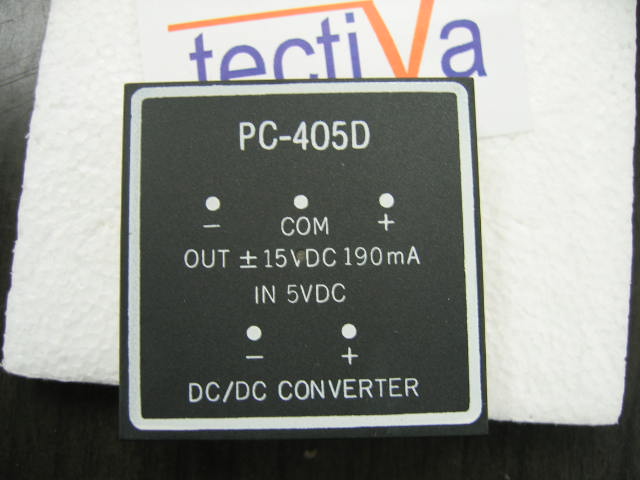 tectiva
PC-405D
− COM +
OUT ± 15VDC 190mA
IN 5VDC
− +
DC/DC CONVERTER